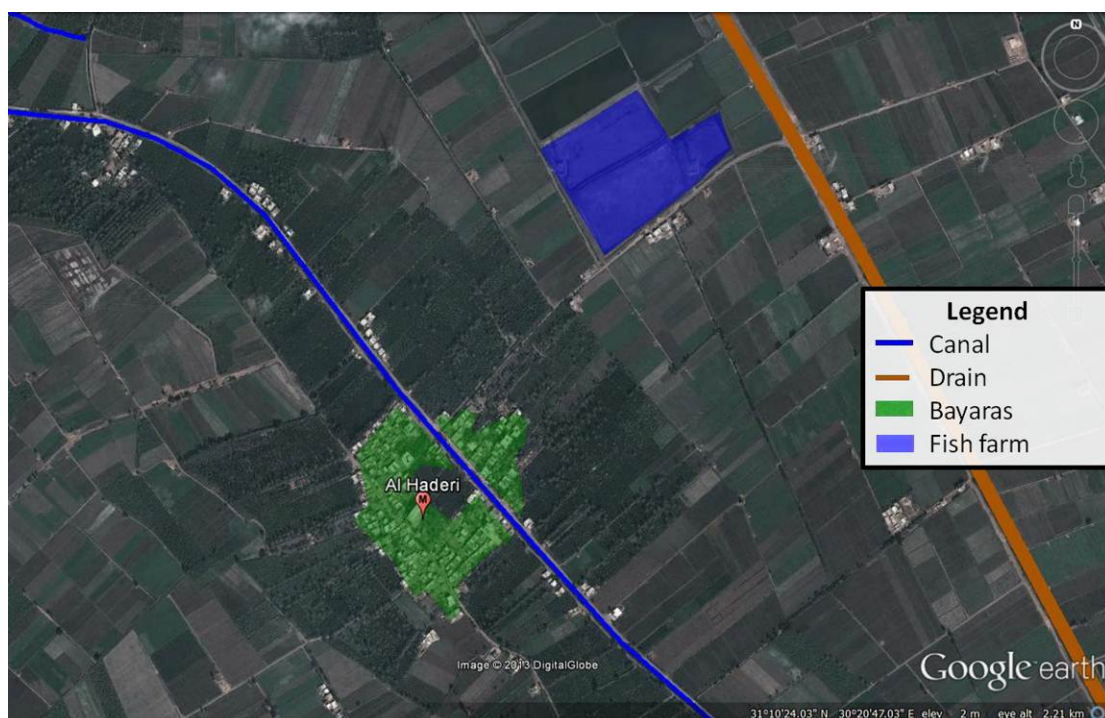 N
Legend
Canal
Drain
Bayaras
Fish farm
Al Haderi
M
Image © 2013 DigitalGlobe
Google earth
31°10'24.03" N 30°20'47.03" E elev 2 m eye alt 2.21 km